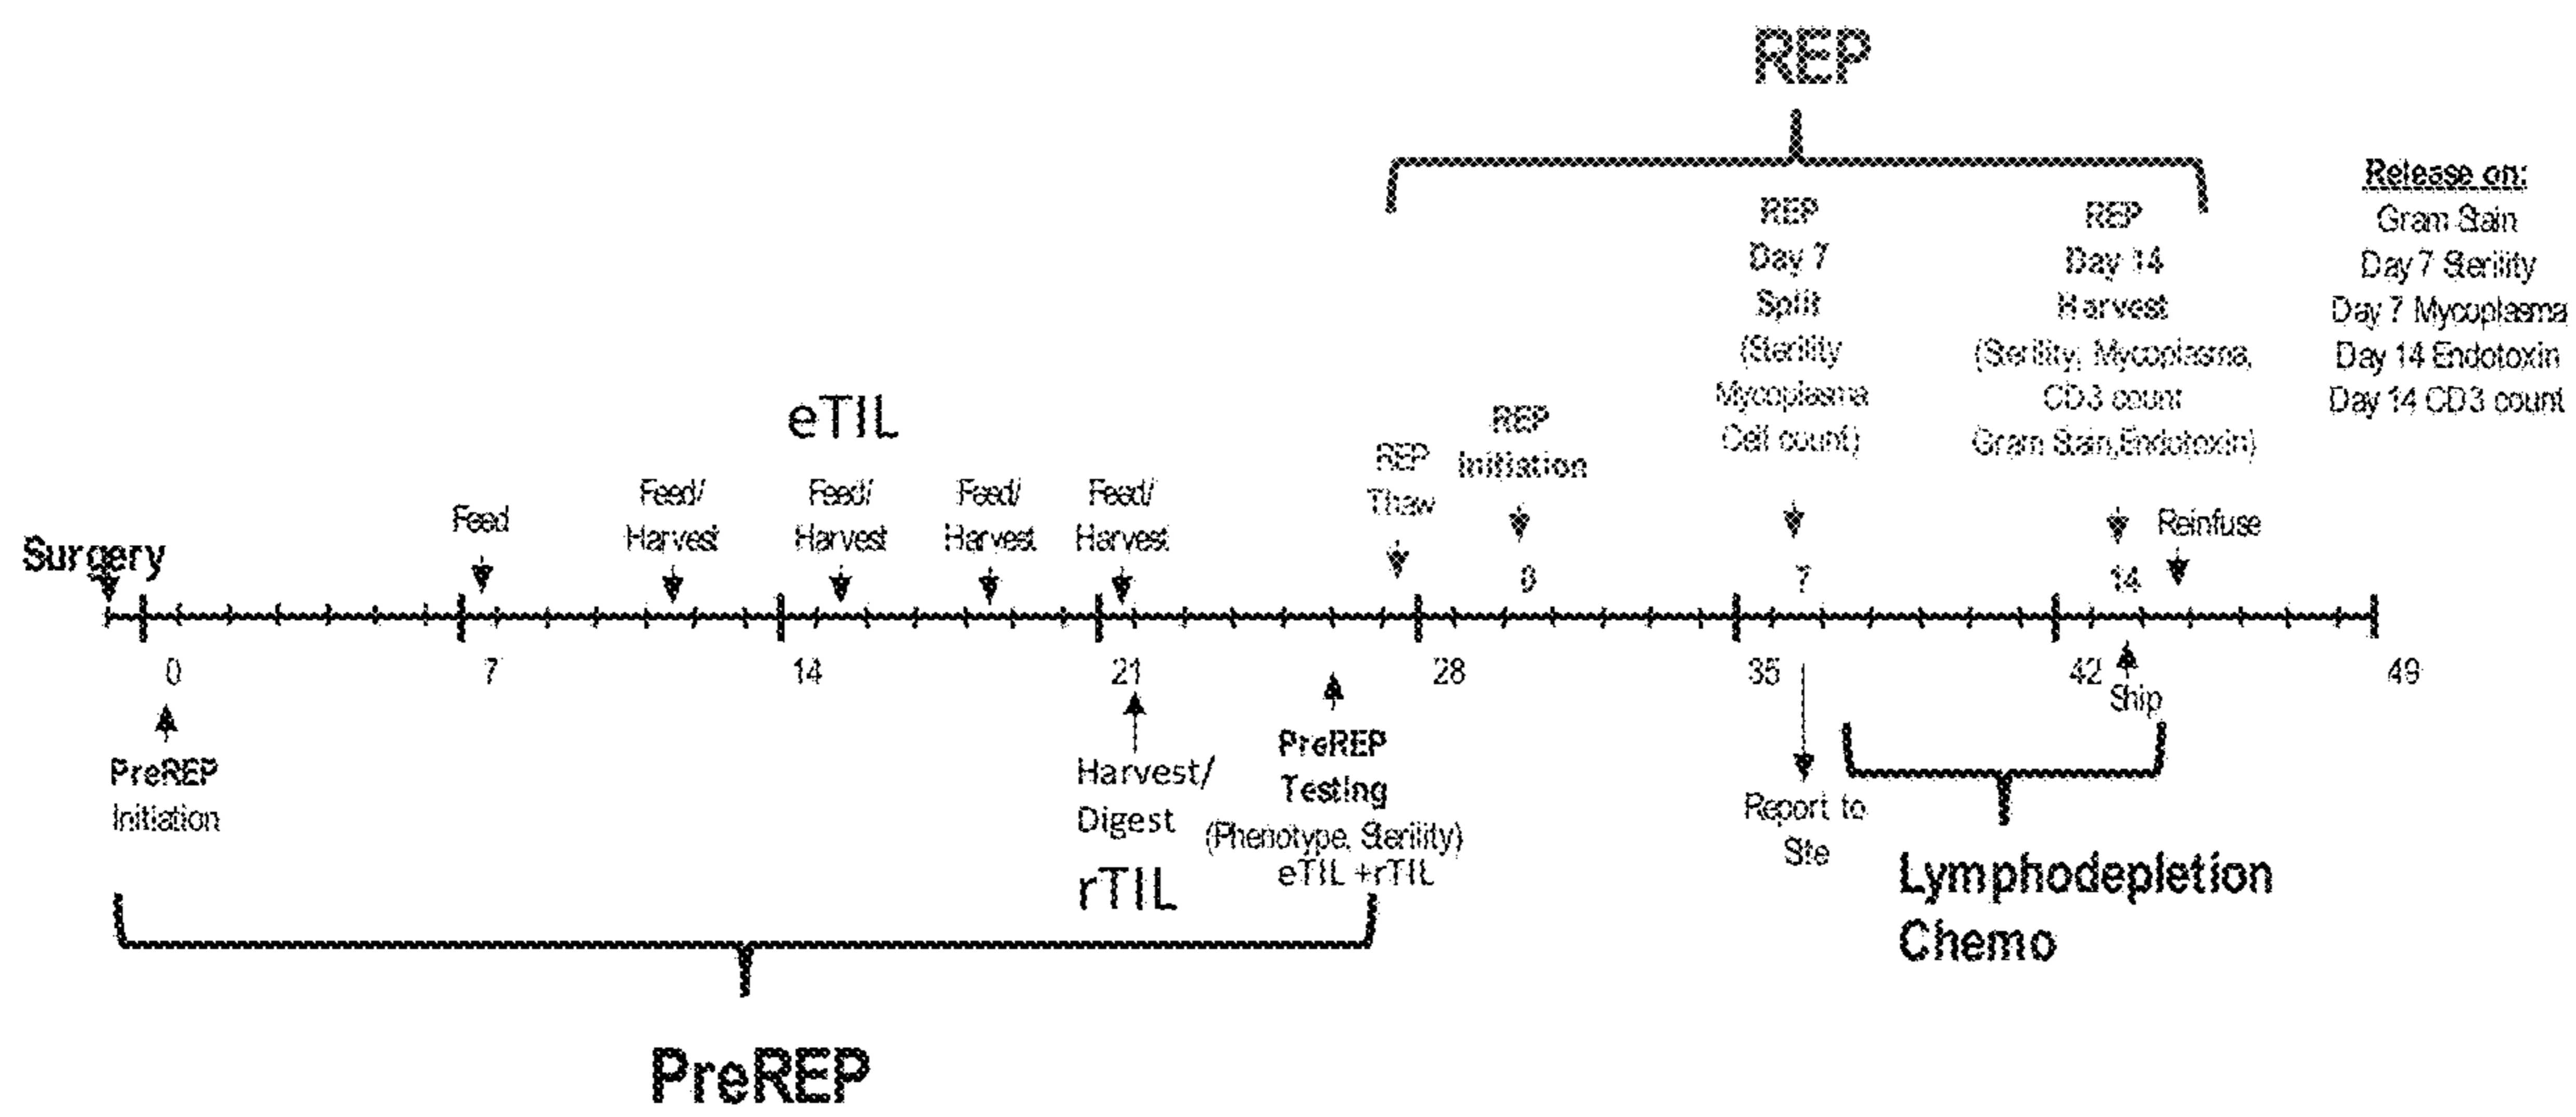 REP
Release on:
Gram Stain
Day 7 Sterility
Day 7 Mycoplasma
Day 14 Endotoxin
Day 14 CD3 count
REP
Day 7
Split
(Sterility
Mycoplasma
Cell count)
REP
Day 14
Harvest
(Sterility, Mycoplasma,
CD3 count
Gram Stain,Endotoxin)
eTIL
REP
Initiation
REP
Thaw
Surgery
Feed
Feed/
Harvest
Feed/
Harvest
Feed/
Harvest
Feed/
Harvest
Reinfuse
0
7
14
0
7
14
21
28
35
42
49
Ship
PreREP
Initiation
Harvest/
Digest
rTIL
PreREP
Testing
(Phenotype, Sterility)
eTIL +rTIL
Report to
Site
Lymphodepletion
Chemo
PreREP